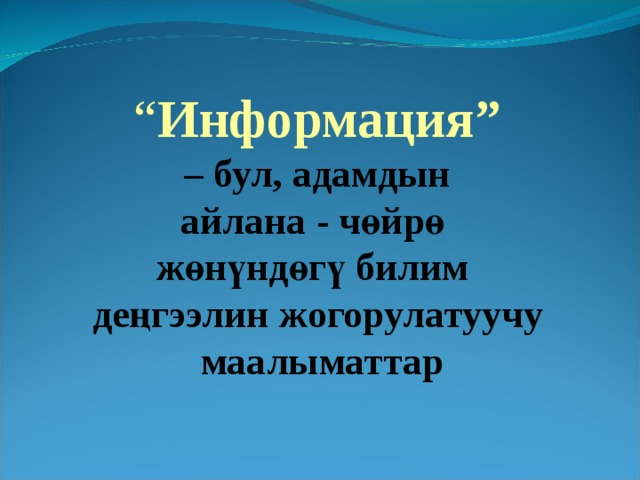 “Информация”
– бул, адамдын
айлана - чөйрө
жөнүндөгү билим
деңгээлин жогорулатуучу
маалыматтар